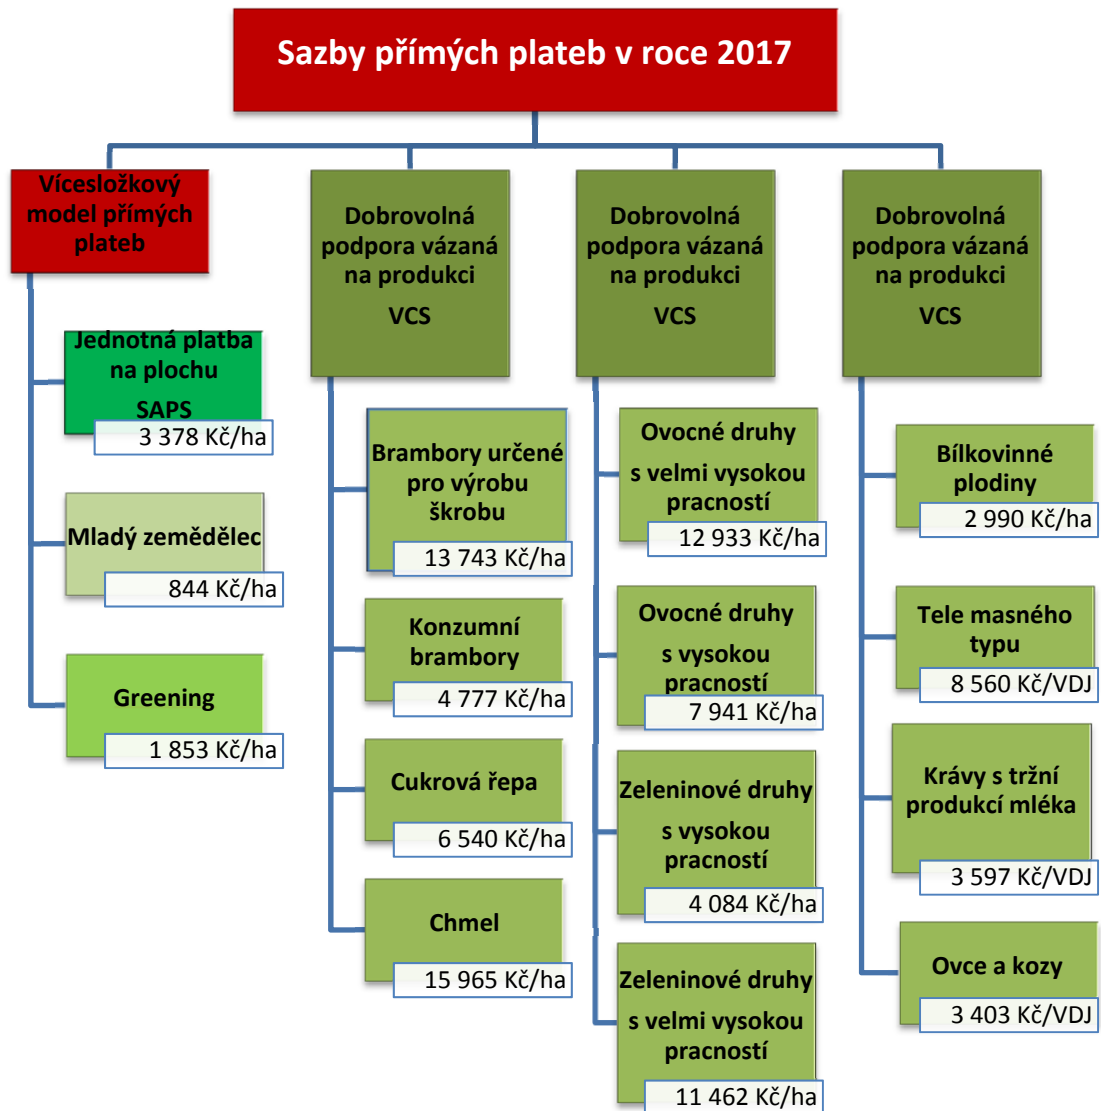 Sazby přímých plateb v roce 2017
Vícesložkový
model přímých
plateb
Jednotná platba
na plochu
SAPS
3 378 Kč/ha
Mladý zemědělec
844 Kč/ha
Greening
1 853 Kč/ha
Dobrovolná
podpora vázaná
na produkci
VCS
Brambory určené
pro výrobu
škrobu
13 743 Kč/ha
Konzumní
brambory
4 777 Kč/ha
Cukrová řepa
6 540 Kč/ha
Chmel
15 965 Kč/ha
Dobrovolná
podpora vázaná
na produkci
VCS
Ovocné druhy
s velmi vysokou
pracností
12 933 Kč/ha
Ovocné druhy
s vysokou
pracností
7 941 Kč/ha
Zeleninové druhy
s vysokou
pracností
4 084 Kč/ha
Zeleninové druhy
s velmi vysokou
pracností
11 462 Kč/ha
Dobrovolná
podpora vázaná
na produkci
VCS
Bílkovinné
plodiny
2 990 Kč/ha
Tele masného
typu
8 560 Kč/VDJ
Krávy s tržní
produkcí mléka
3 597 Kč/VDJ
Ovce a kozy
3 403 Kč/VDJ